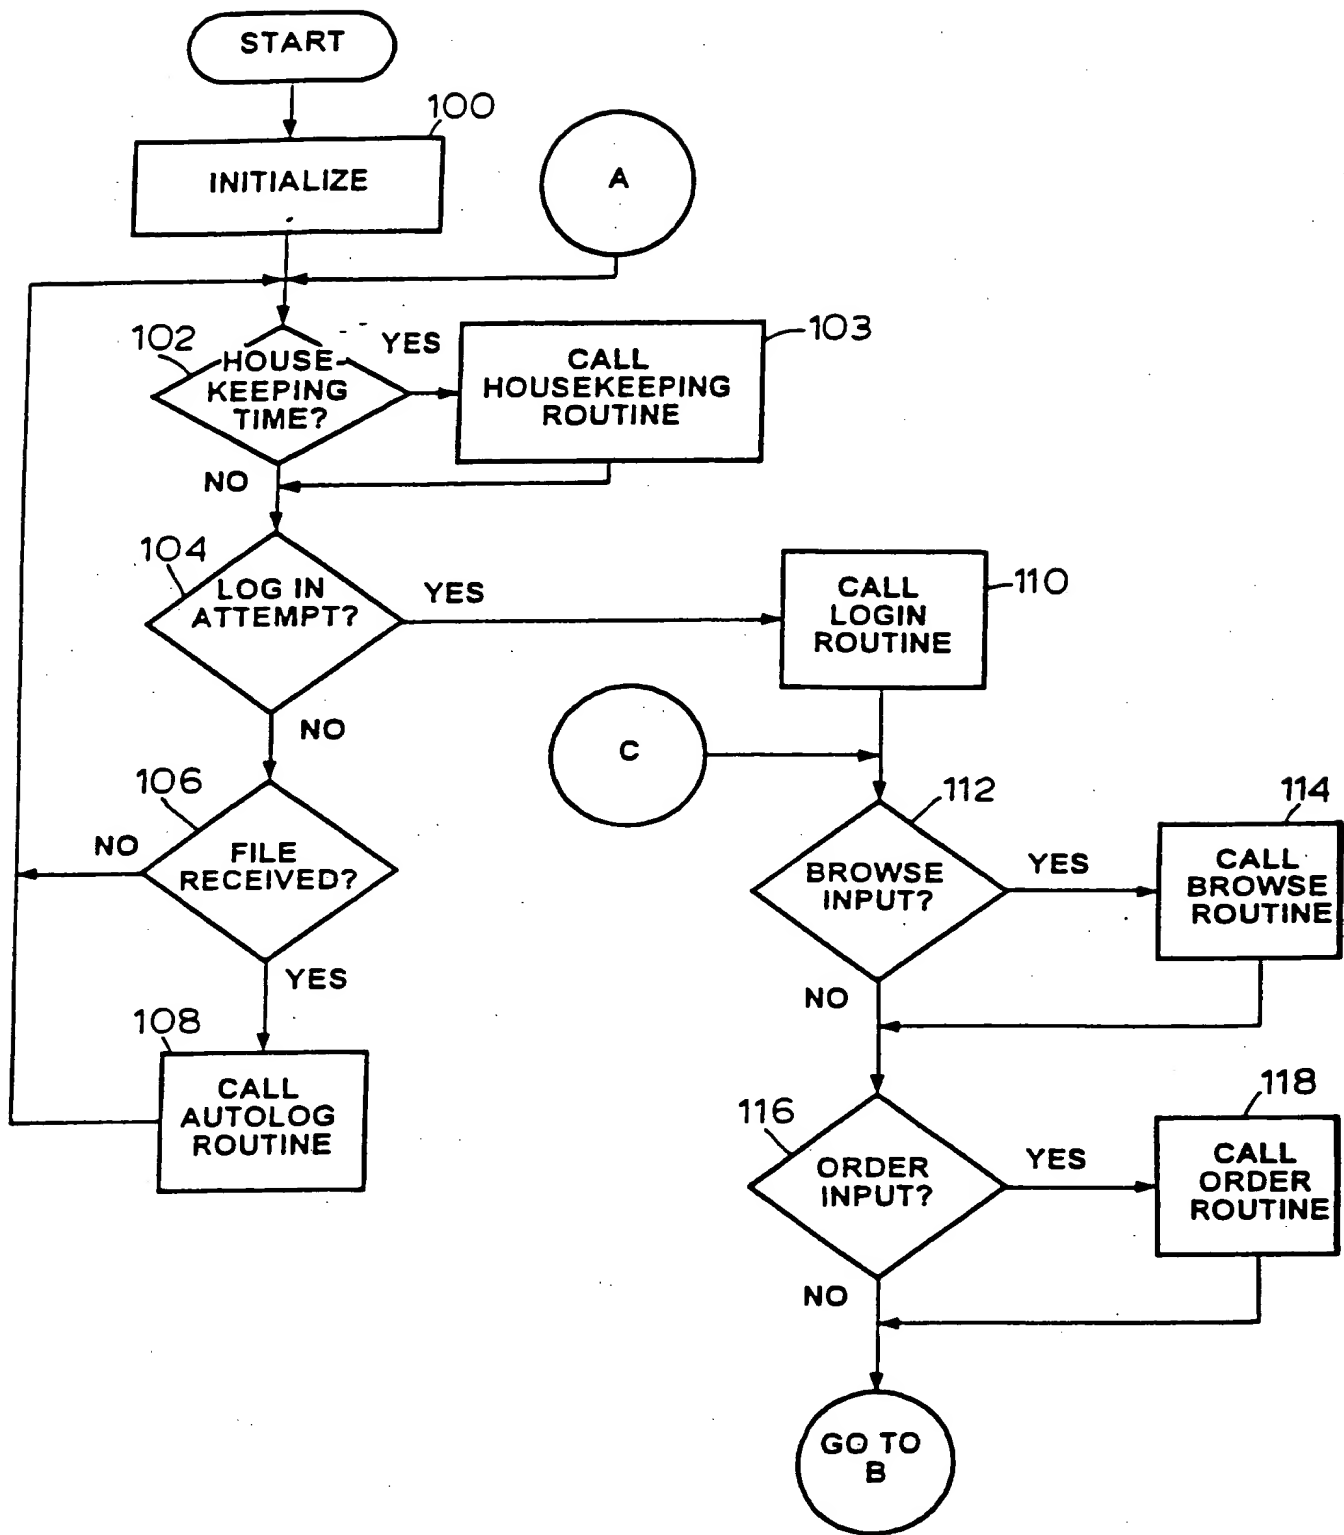 START
100
INITIALIZE
A
102
HOUSE-
KEEPING
TIME?
YES
CALL
HOUSEKEEPING
ROUTINE
103
NO
104
LOG IN
ATTEMPT?
YES
CALL
LOGIN
ROUTINE
110
NO
C
106
FILE
RECEIVED?
NO
YES
108
CALL
AUTOLOG
ROUTINE
112
BROWSE
INPUT?
YES
114
CALL
BROWSE
ROUTINE
NO
116
ORDER
INPUT?
YES
118
CALL
ORDER
ROUTINE
NO
GO TO
B